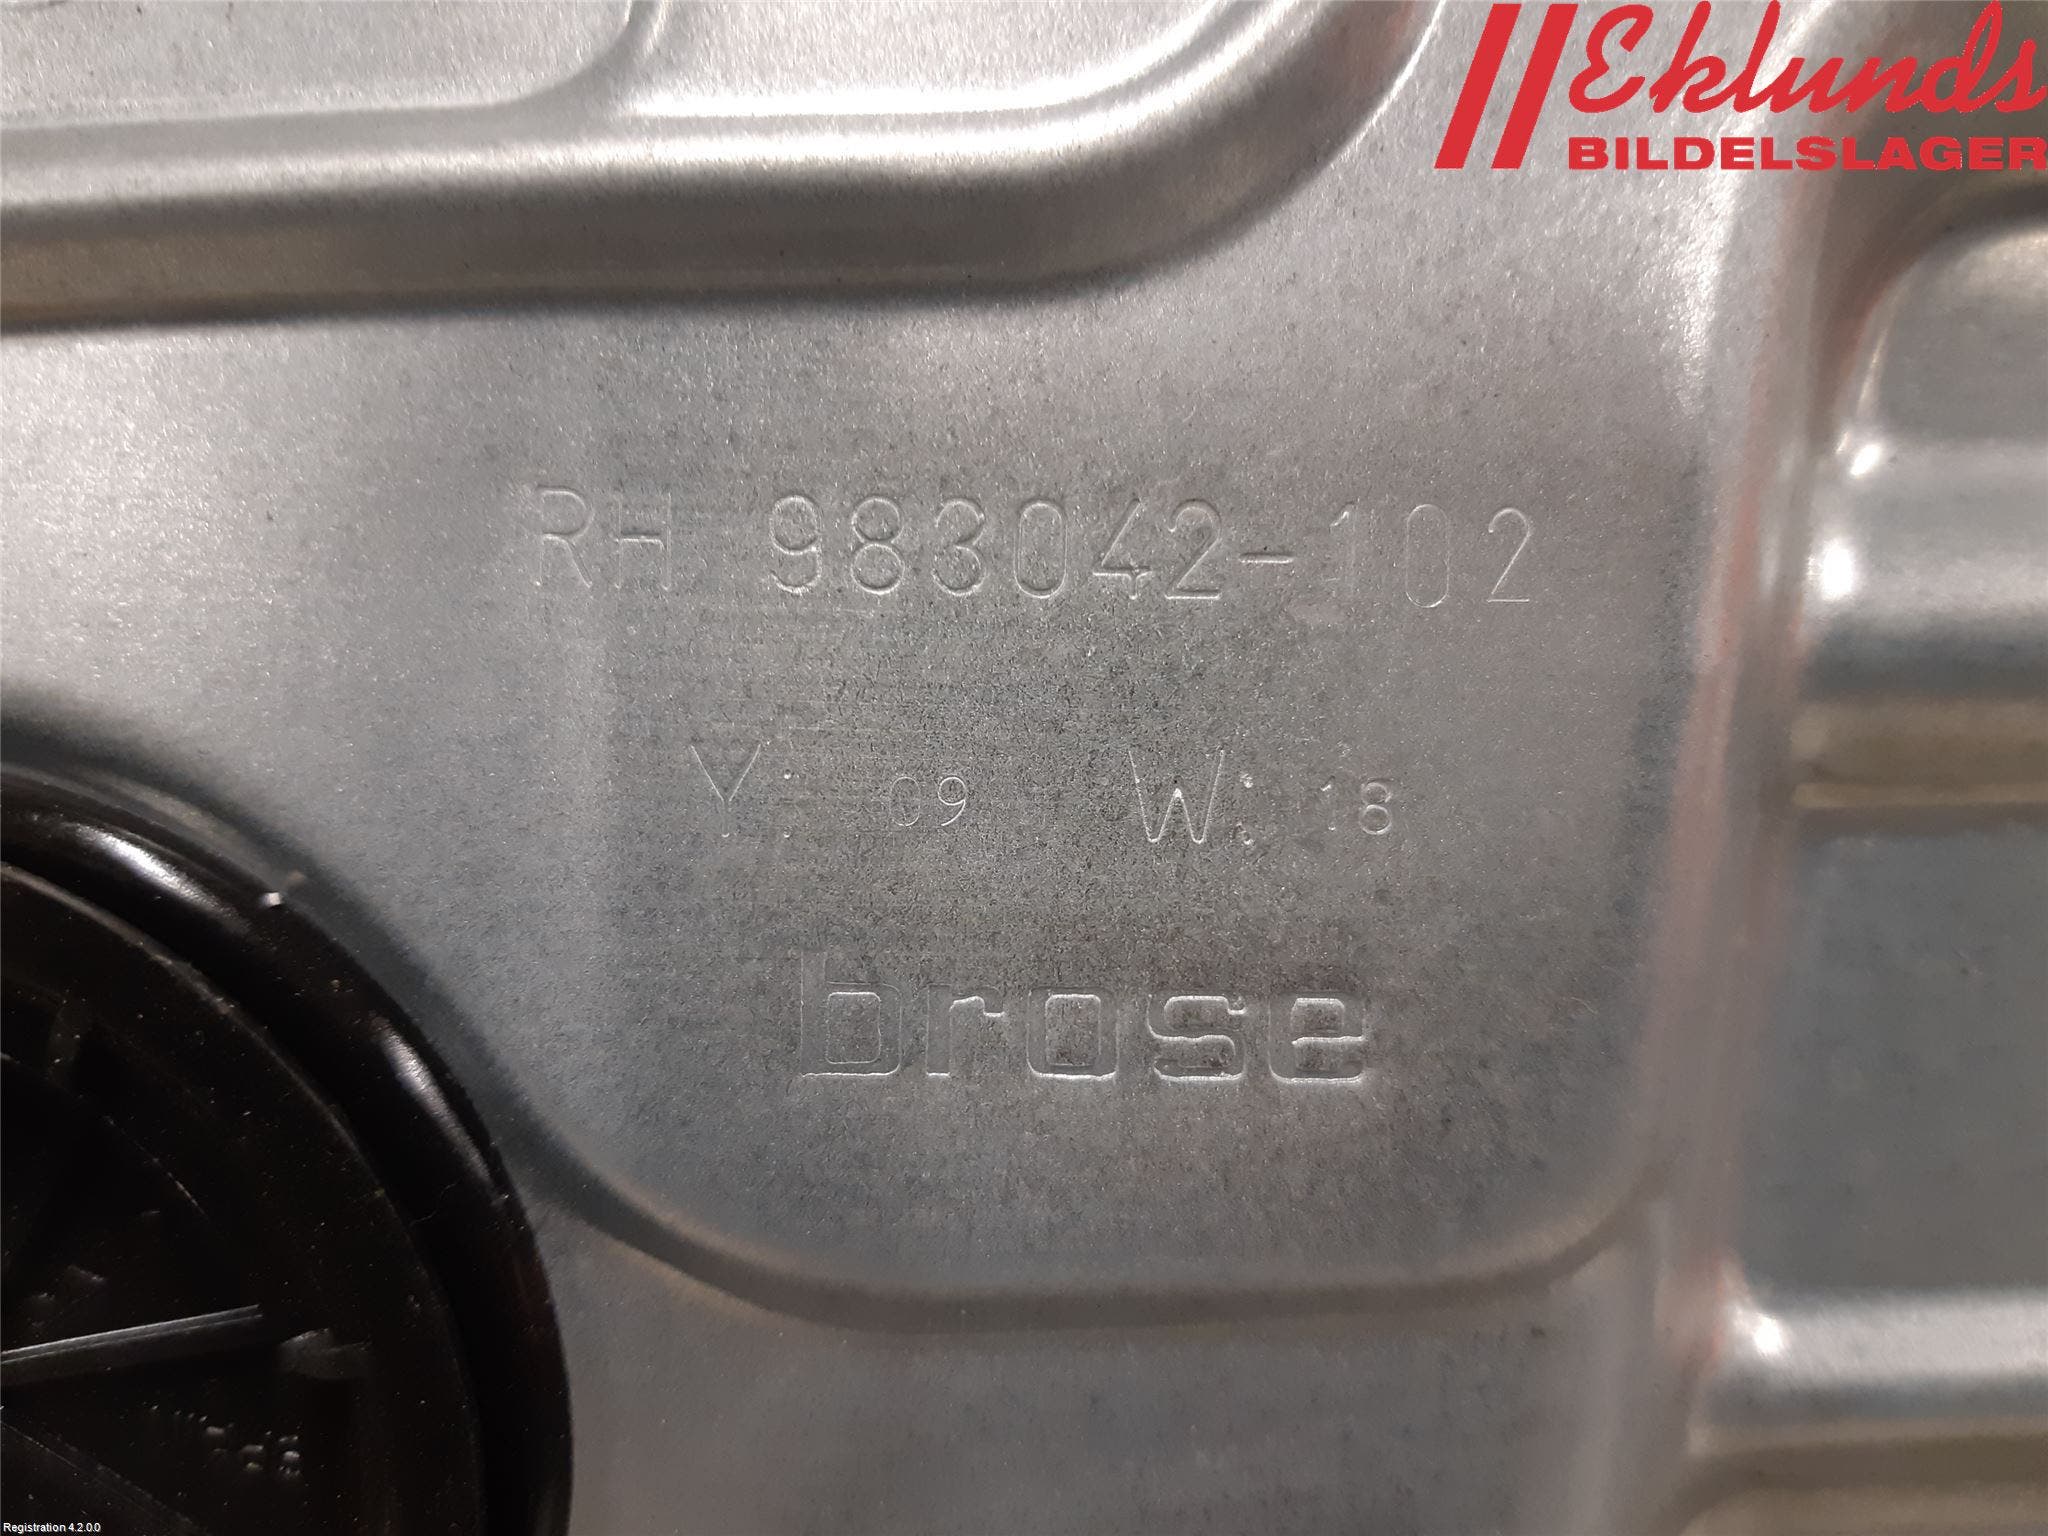 Eklunds
BILDELSLAGER
RH 983042-102
Y: 09 W: 18
brose
Registration 4.2.0.0